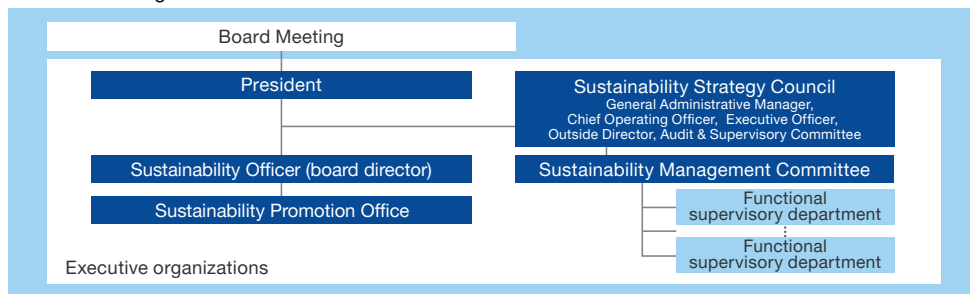 Board Meeting
President
Sustainability Strategy Council
General Administrative Manager,
Chief Operating Officer, Executive Officer,
Outside Director, Audit & Supervisory Committee
Sustainability Officer (board director)
Sustainability Management Committee
Sustainability Promotion Office
Functional
supervisory department
Functional
supervisory department
Executive organizations